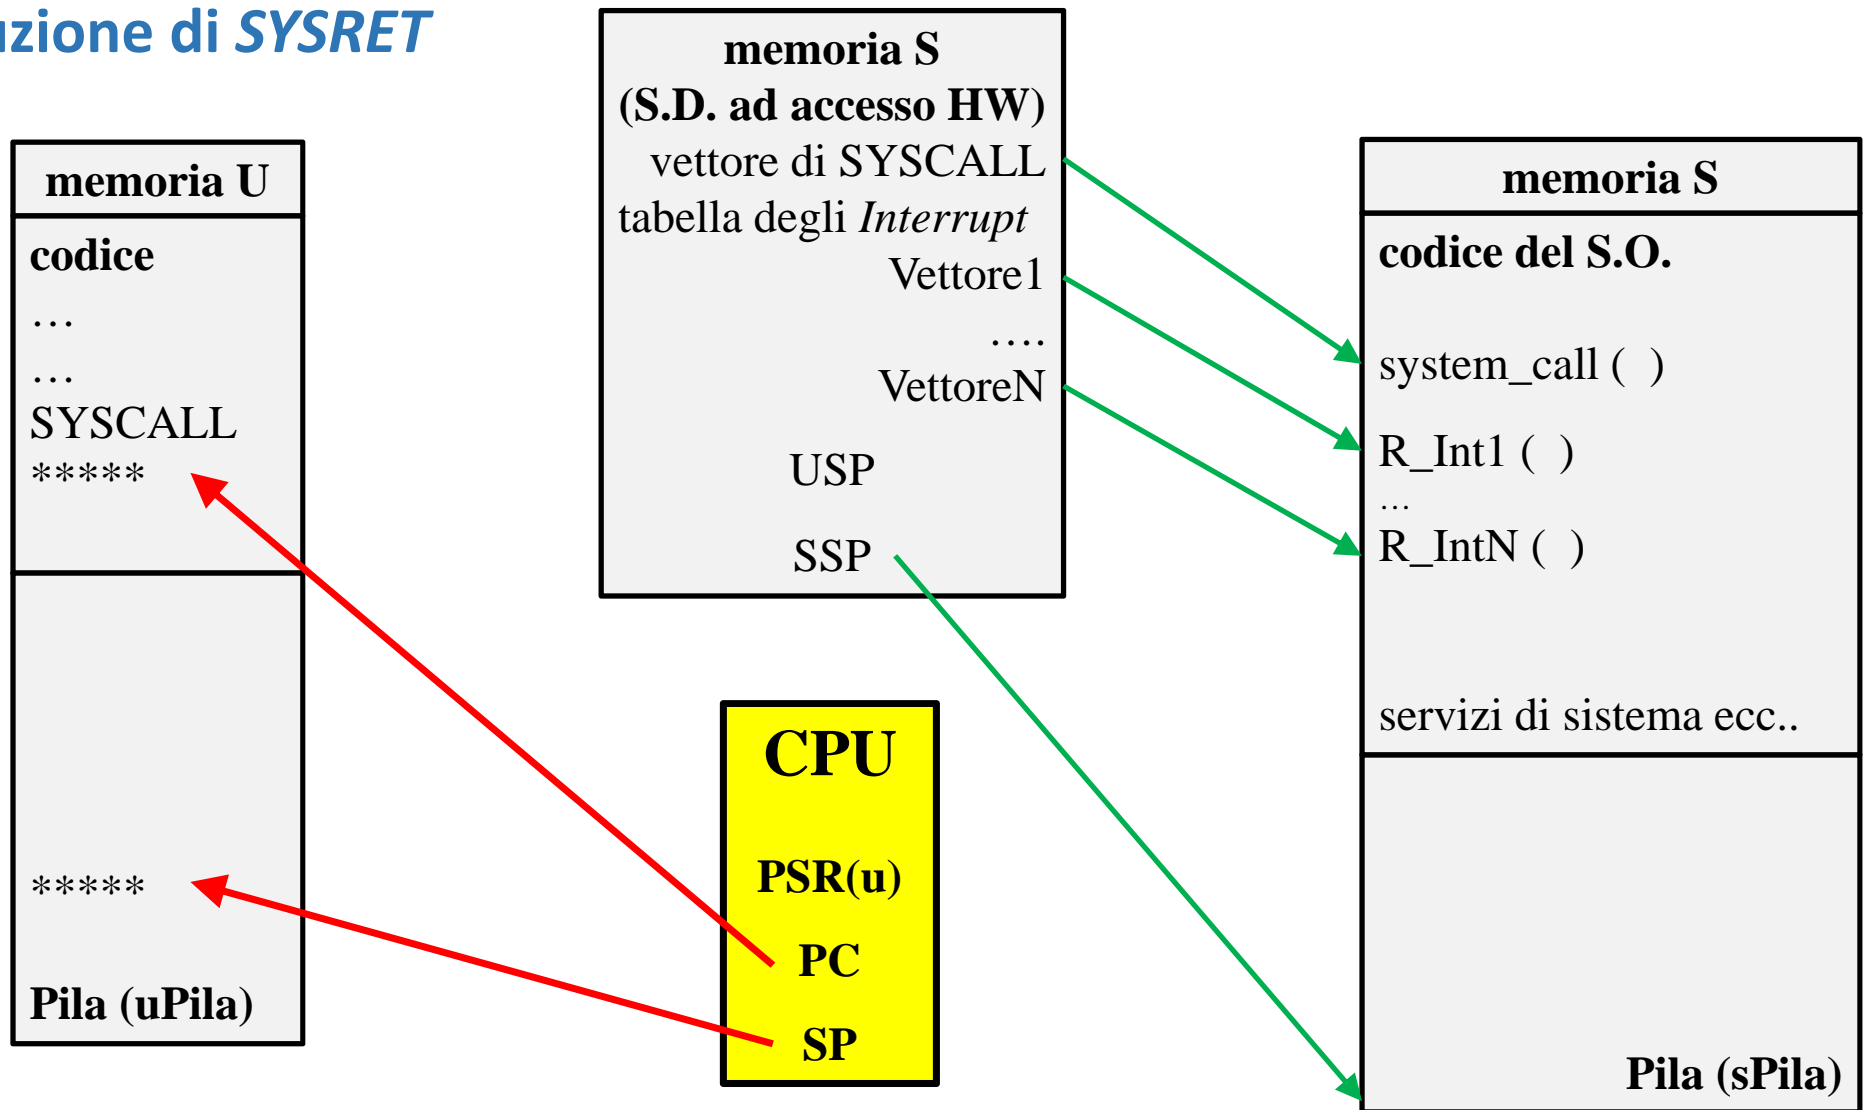 di SYSRET
memoria U
codice
…
…
SYSCALL
*****
*****
Pila (uPila)
memoria S
(S.D. ad accesso HW)
vettore di SYSCALL
tabella degli Interrupt
Vettore1
….
VettoreN
USP
SSP
CPU
PSR(u)
PC
SP
memoria S
codice del S.O.
system_call ( )
R_Int1 ( )
…
R_IntN ( )
servizi di sistema ecc..
Pila (sPila)